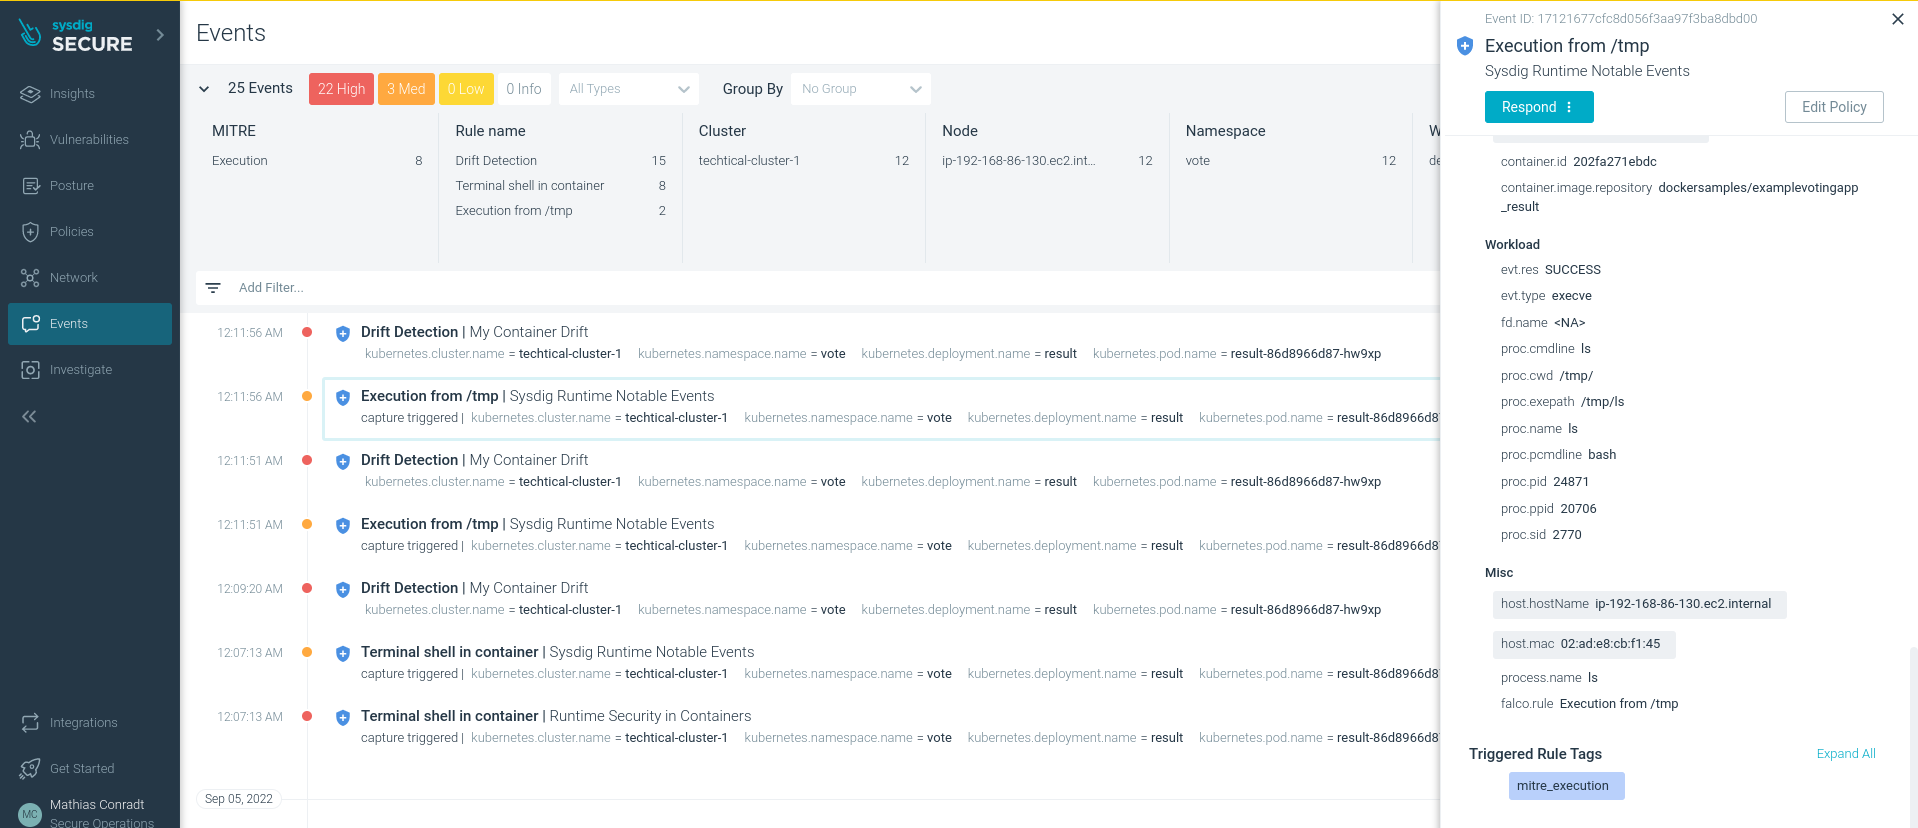 sysdig
SECURE
Insights
Vulnerabilities
Posture
Policies
Network
Events
Investigate
Integrations
Get Started
MC
Mathias Conradt
Secure Operations
Events
25 Events
22 High
3 Med
0 Low
0 Info
All Types
Group By
No Group
MITRE
Execution 8
Rule name
Drift Detection 15
Terminal shell in container 8
Execution from /tmp 2
Cluster
techtical-cluster-1 12
Node
ip-192-168-86-130.ec2.int... 12
Namespace
vote 12
W
de
Add Filter...
12:11:56 AM
Drift Detection | My Container Drift
kubernetes.cluster.name = techtical-cluster-1 kubernetes.namespace.name = vote kubernetes.deployment.name = result kubernetes.pod.name = result-86d8966d87-hw9xp
12:11:56 AM
Execution from /tmp | Sysdig Runtime Notable Events
capture triggered | kubernetes.cluster.name = techtical-cluster-1 kubernetes.namespace.name = vote kubernetes.deployment.name = result kubernetes.pod.name = result-86d8966d8
12:11:51 AM
Drift Detection | My Container Drift
kubernetes.cluster.name = techtical-cluster-1 kubernetes.namespace.name = vote kubernetes.deployment.name = result kubernetes.pod.name = result-86d8966d87-hw9xp
12:11:51 AM
Execution from /tmp | Sysdig Runtime Notable Events
capture triggered | kubernetes.cluster.name = techtical-cluster-1 kubernetes.namespace.name = vote kubernetes.deployment.name = result kubernetes.pod.name = result-86d8966d8
12:09:20 AM
Drift Detection | My Container Drift
kubernetes.cluster.name = techtical-cluster-1 kubernetes.namespace.name = vote kubernetes.deployment.name = result kubernetes.pod.name = result-86d8966d87-hw9xp
12:07:13 AM
Terminal shell in container | Sysdig Runtime Notable Events
capture triggered | kubernetes.cluster.name = techtical-cluster-1 kubernetes.namespace.name = vote kubernetes.deployment.name = result kubernetes.pod.name = result-86d8966d8
12:07:13 AM
Terminal shell in container | Runtime Security in Containers
capture triggered | kubernetes.cluster.name = techtical-cluster-1 kubernetes.namespace.name = vote kubernetes.deployment.name = result kubernetes.pod.name = result-86d8966d8
Sep 05, 2022
Event ID: 17121677cfc8d056f3aa97f3ba8dbd00
Execution from /tmp
Sysdig Runtime Notable Events
Respond
Edit Policy
container.id 202fa271ebdc
container.image.repository dockersamples/examplevotingapp
_result
Workload
evt.res SUCCESS
evt.type execve
fd.name <NA>
proc.cmdline ls
proc.cwd /tmp/
proc.exepath /tmp/ls
proc.name ls
proc.pcmdline bash
proc.pid 24871
proc.ppid 20706
proc.sid 2770
Misc
host.hostName ip-192-168-86-130.ec2.internal
host.mac 02:ad:e8:cb:f1:45
process.name ls
falco.rule Execution from /tmp
Triggered Rule Tags
Expand All
mitre_execution